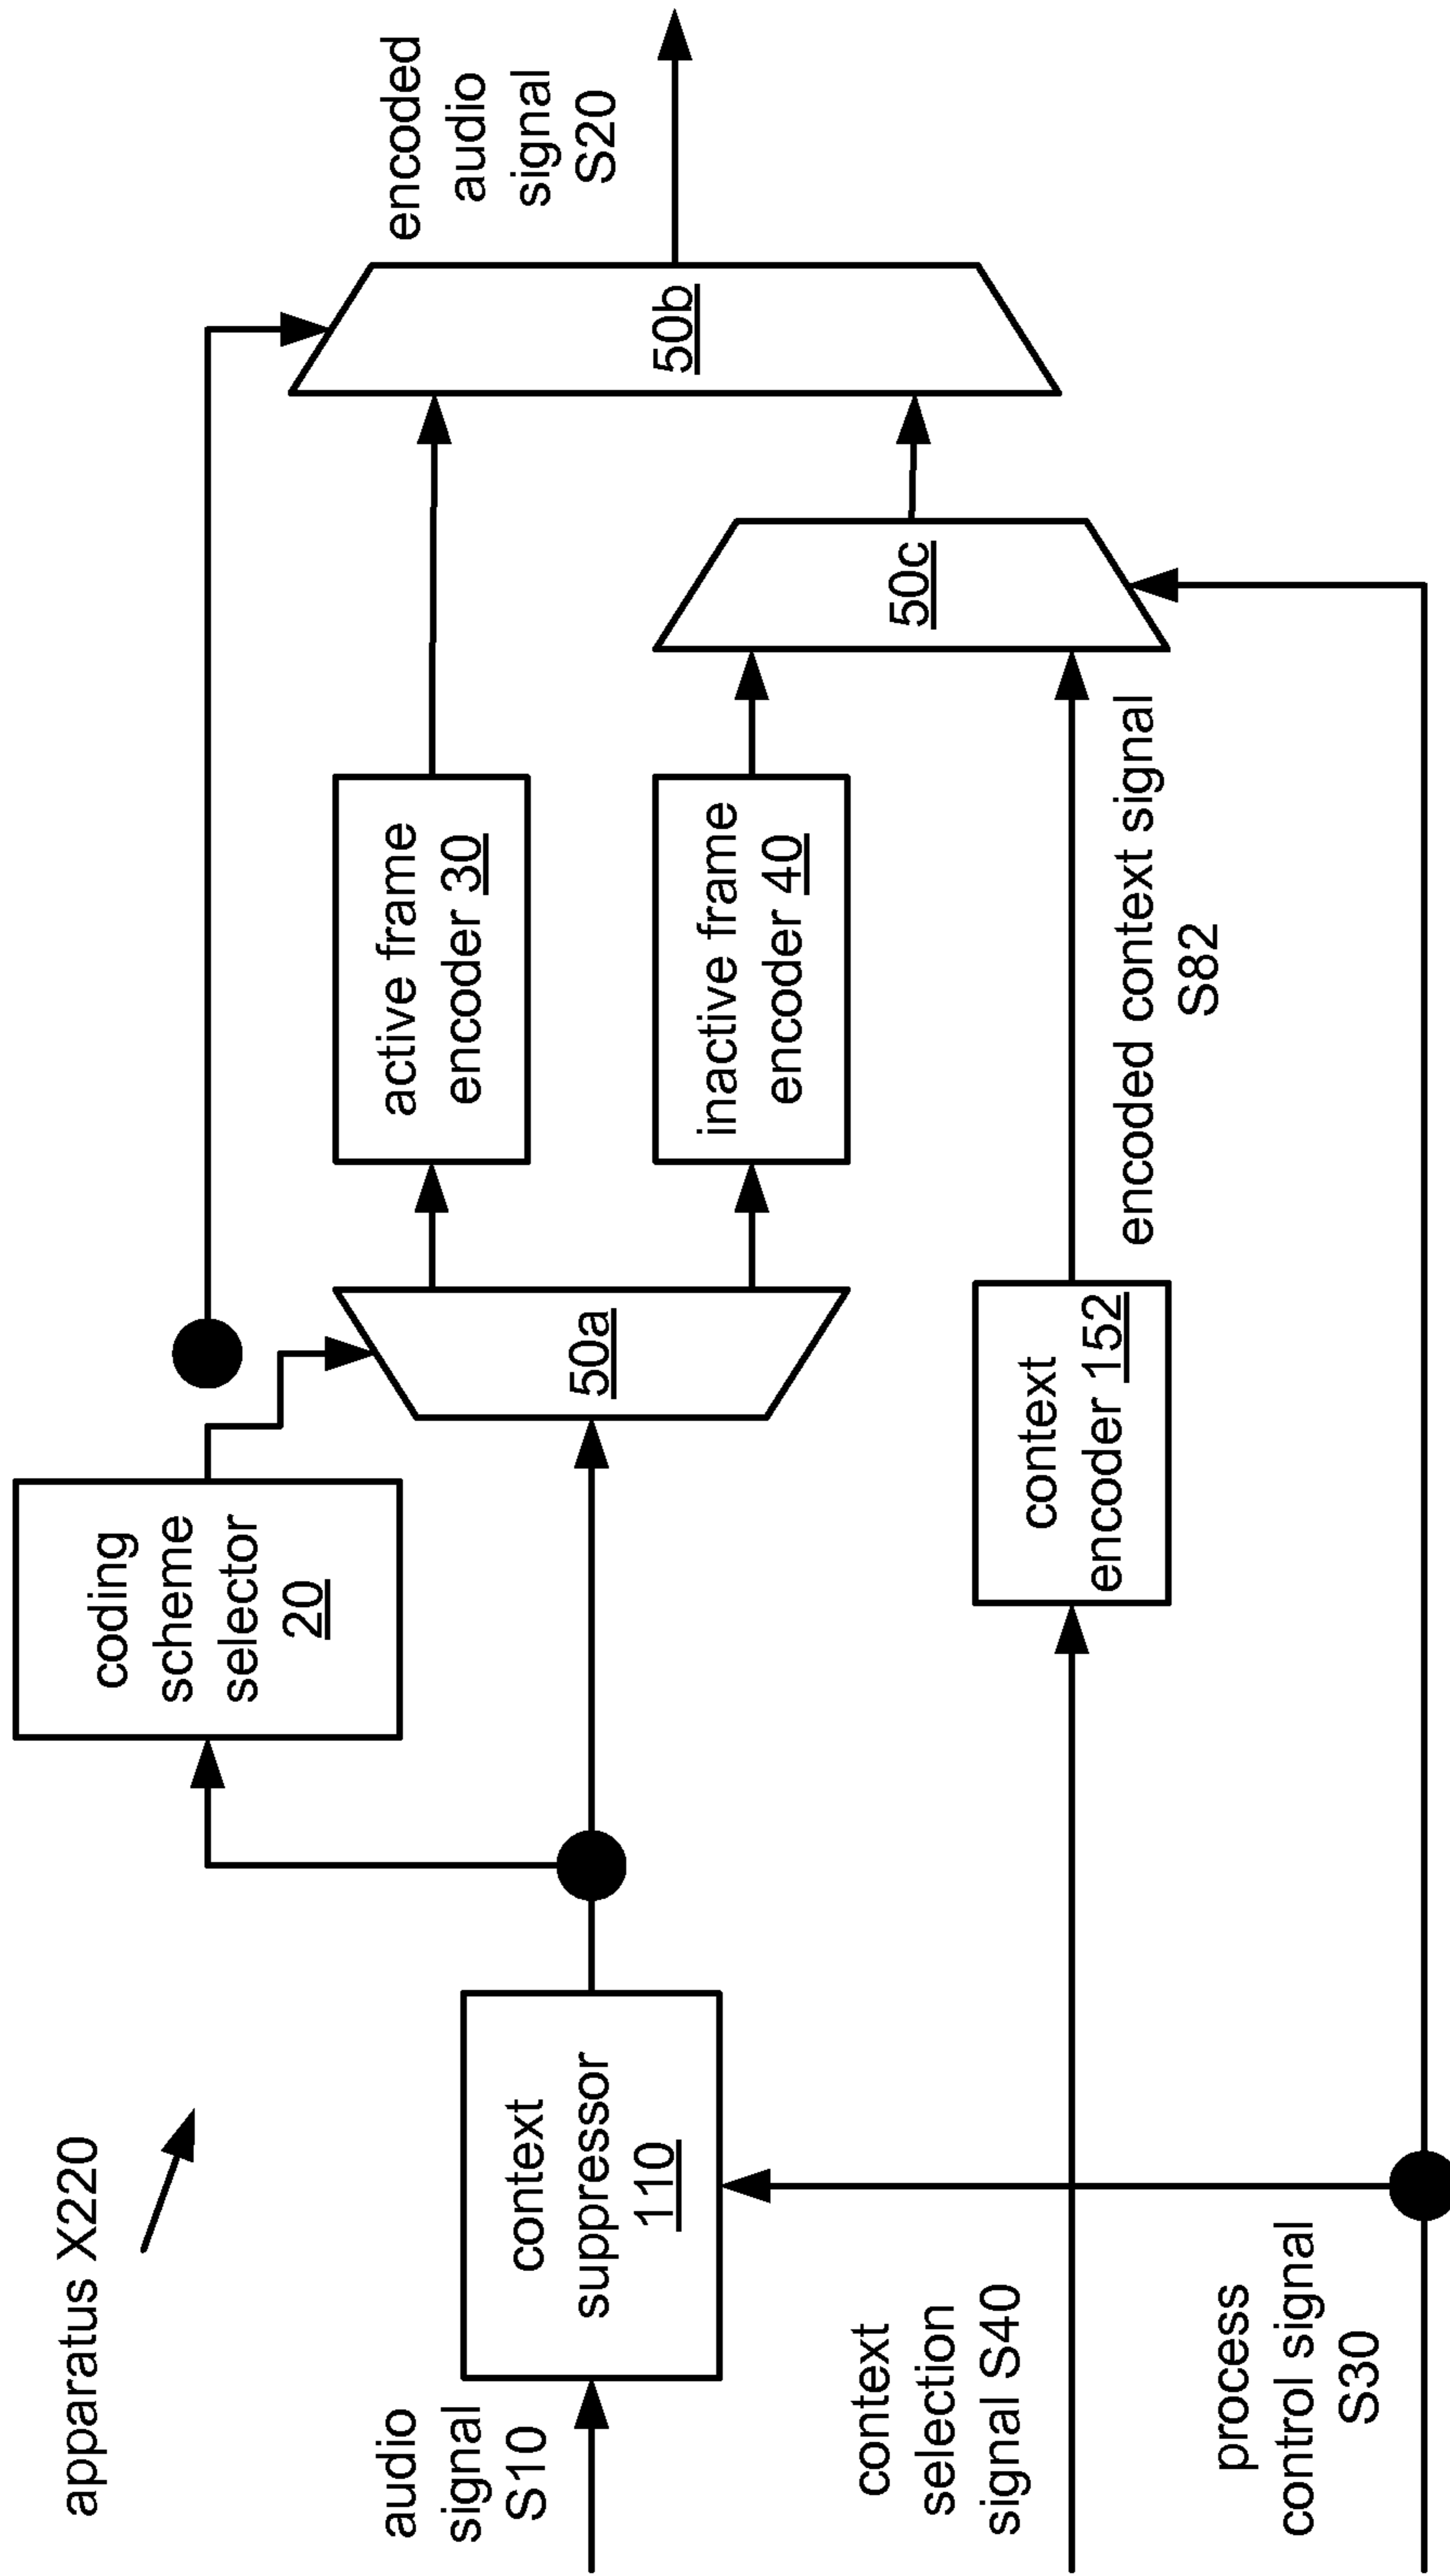 apparatus X220
coding
scheme
selector
20
encoded
audio
signal
S20
audio
signal
S10
context
suppressor
110
50a
active frame
encoder 30
inactive frame
encoder 40
50b
50c
context
selection
signal S40
context
encoder 152
encoded context signal
S82
process
control signal
S30